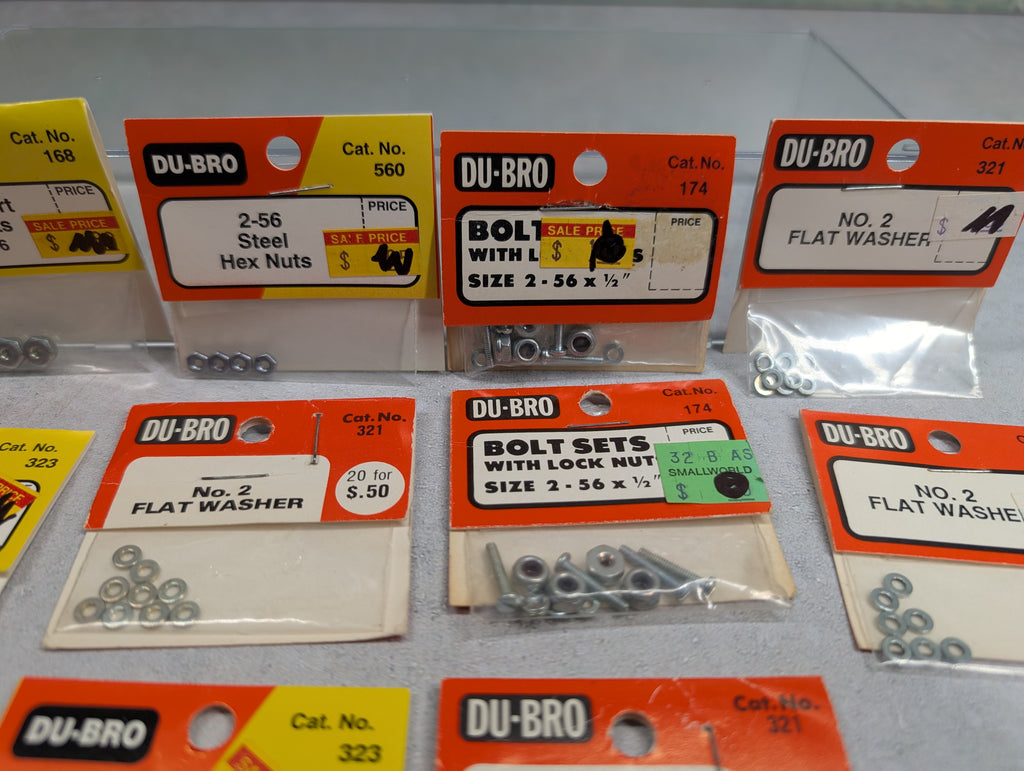 Cat. No.
168
PRICE
SALE PRICE
$
6
DU-BRO
Cat. No.
560
2-56
Steel
Hex Nuts
PRICE
SALE PRICE
$
DU-BRO
Cat. No.
174
BOLT
WITH L S
SIZE 2-56 x ½"
SALE PRICE
$
PRICE
DU-BRO
Cat. No.
321
NO. 2
FLAT WASHER
$
323
DU-BRO
Cat. No.
321
No. 2
FLAT WASHER
20 for
$.50
DU-BRO
Cat. No.
174
BOLT SETS
WITH LOCK NUT
SIZE 2-56 x ½"
PRICE
32 B AS
SMALLWORLD
$
DU-BRO
NO. 2
FLAT WASHE
DU-BRO
Cat. No.
323
DU-BRO
Cat. No.
321